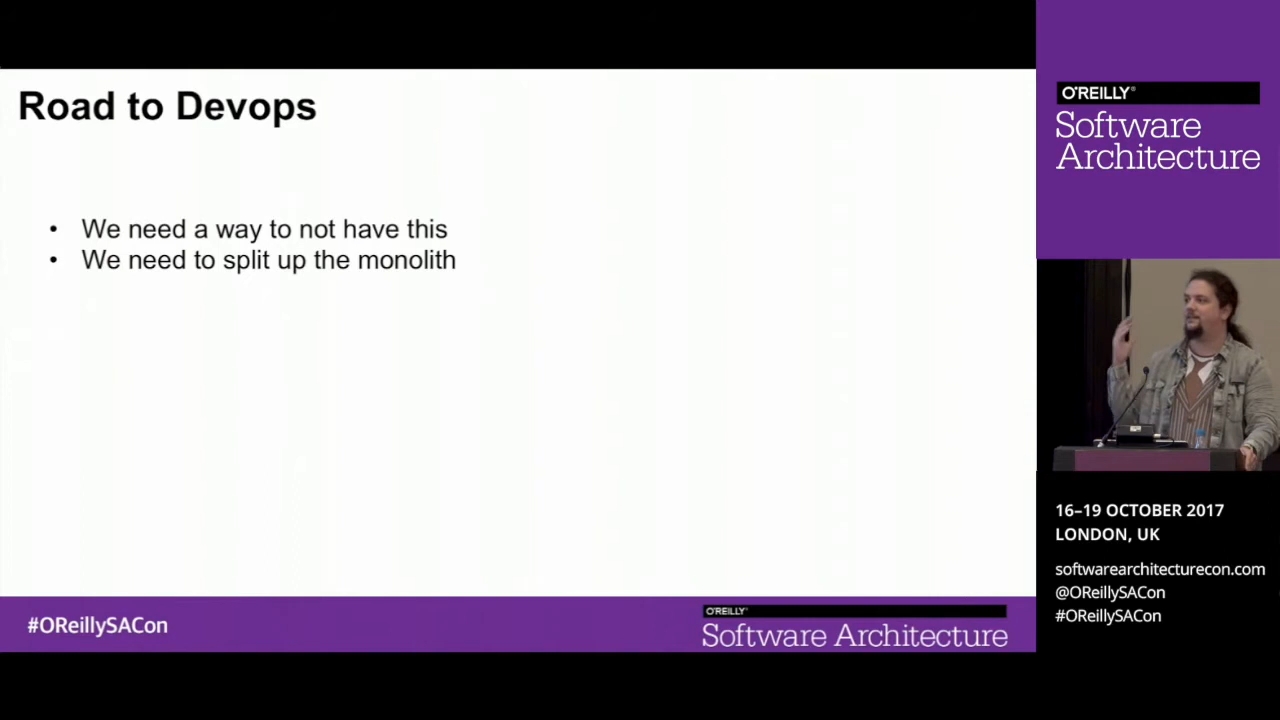 Road to Devops
• We need a way to not have this
• We need to split up the monolith
#OReillySACon
O'REILLY®
Software Architecture
O'REILLY®
Software
Architecture
16–19 OCTOBER 2017
LONDON, UK
softwarearchitecturecon.com
@OReillySACon
#OReillySACon